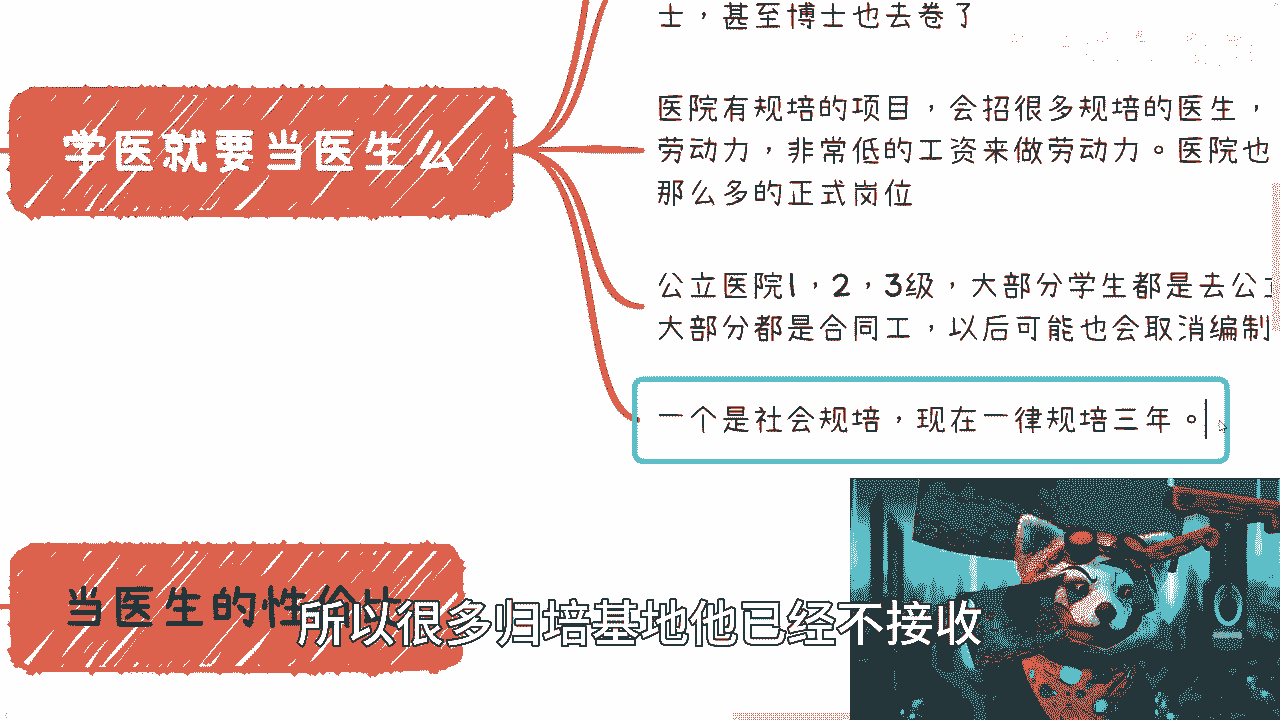 士，甚至博士也去卷了
医院有规培的项目，会招很多规培的医生，
劳动力，非常低的工资来做劳动力。医院也
那么多的正式岗位
学医就要当医生么
公立医院1，2，3级，大部分学生都是去公立
大部分都是合同工，以后可能也会取消编制
一个是社会规培，现在一律规培三年。
当医生的性价比
所以很多归培基地他已经不接收